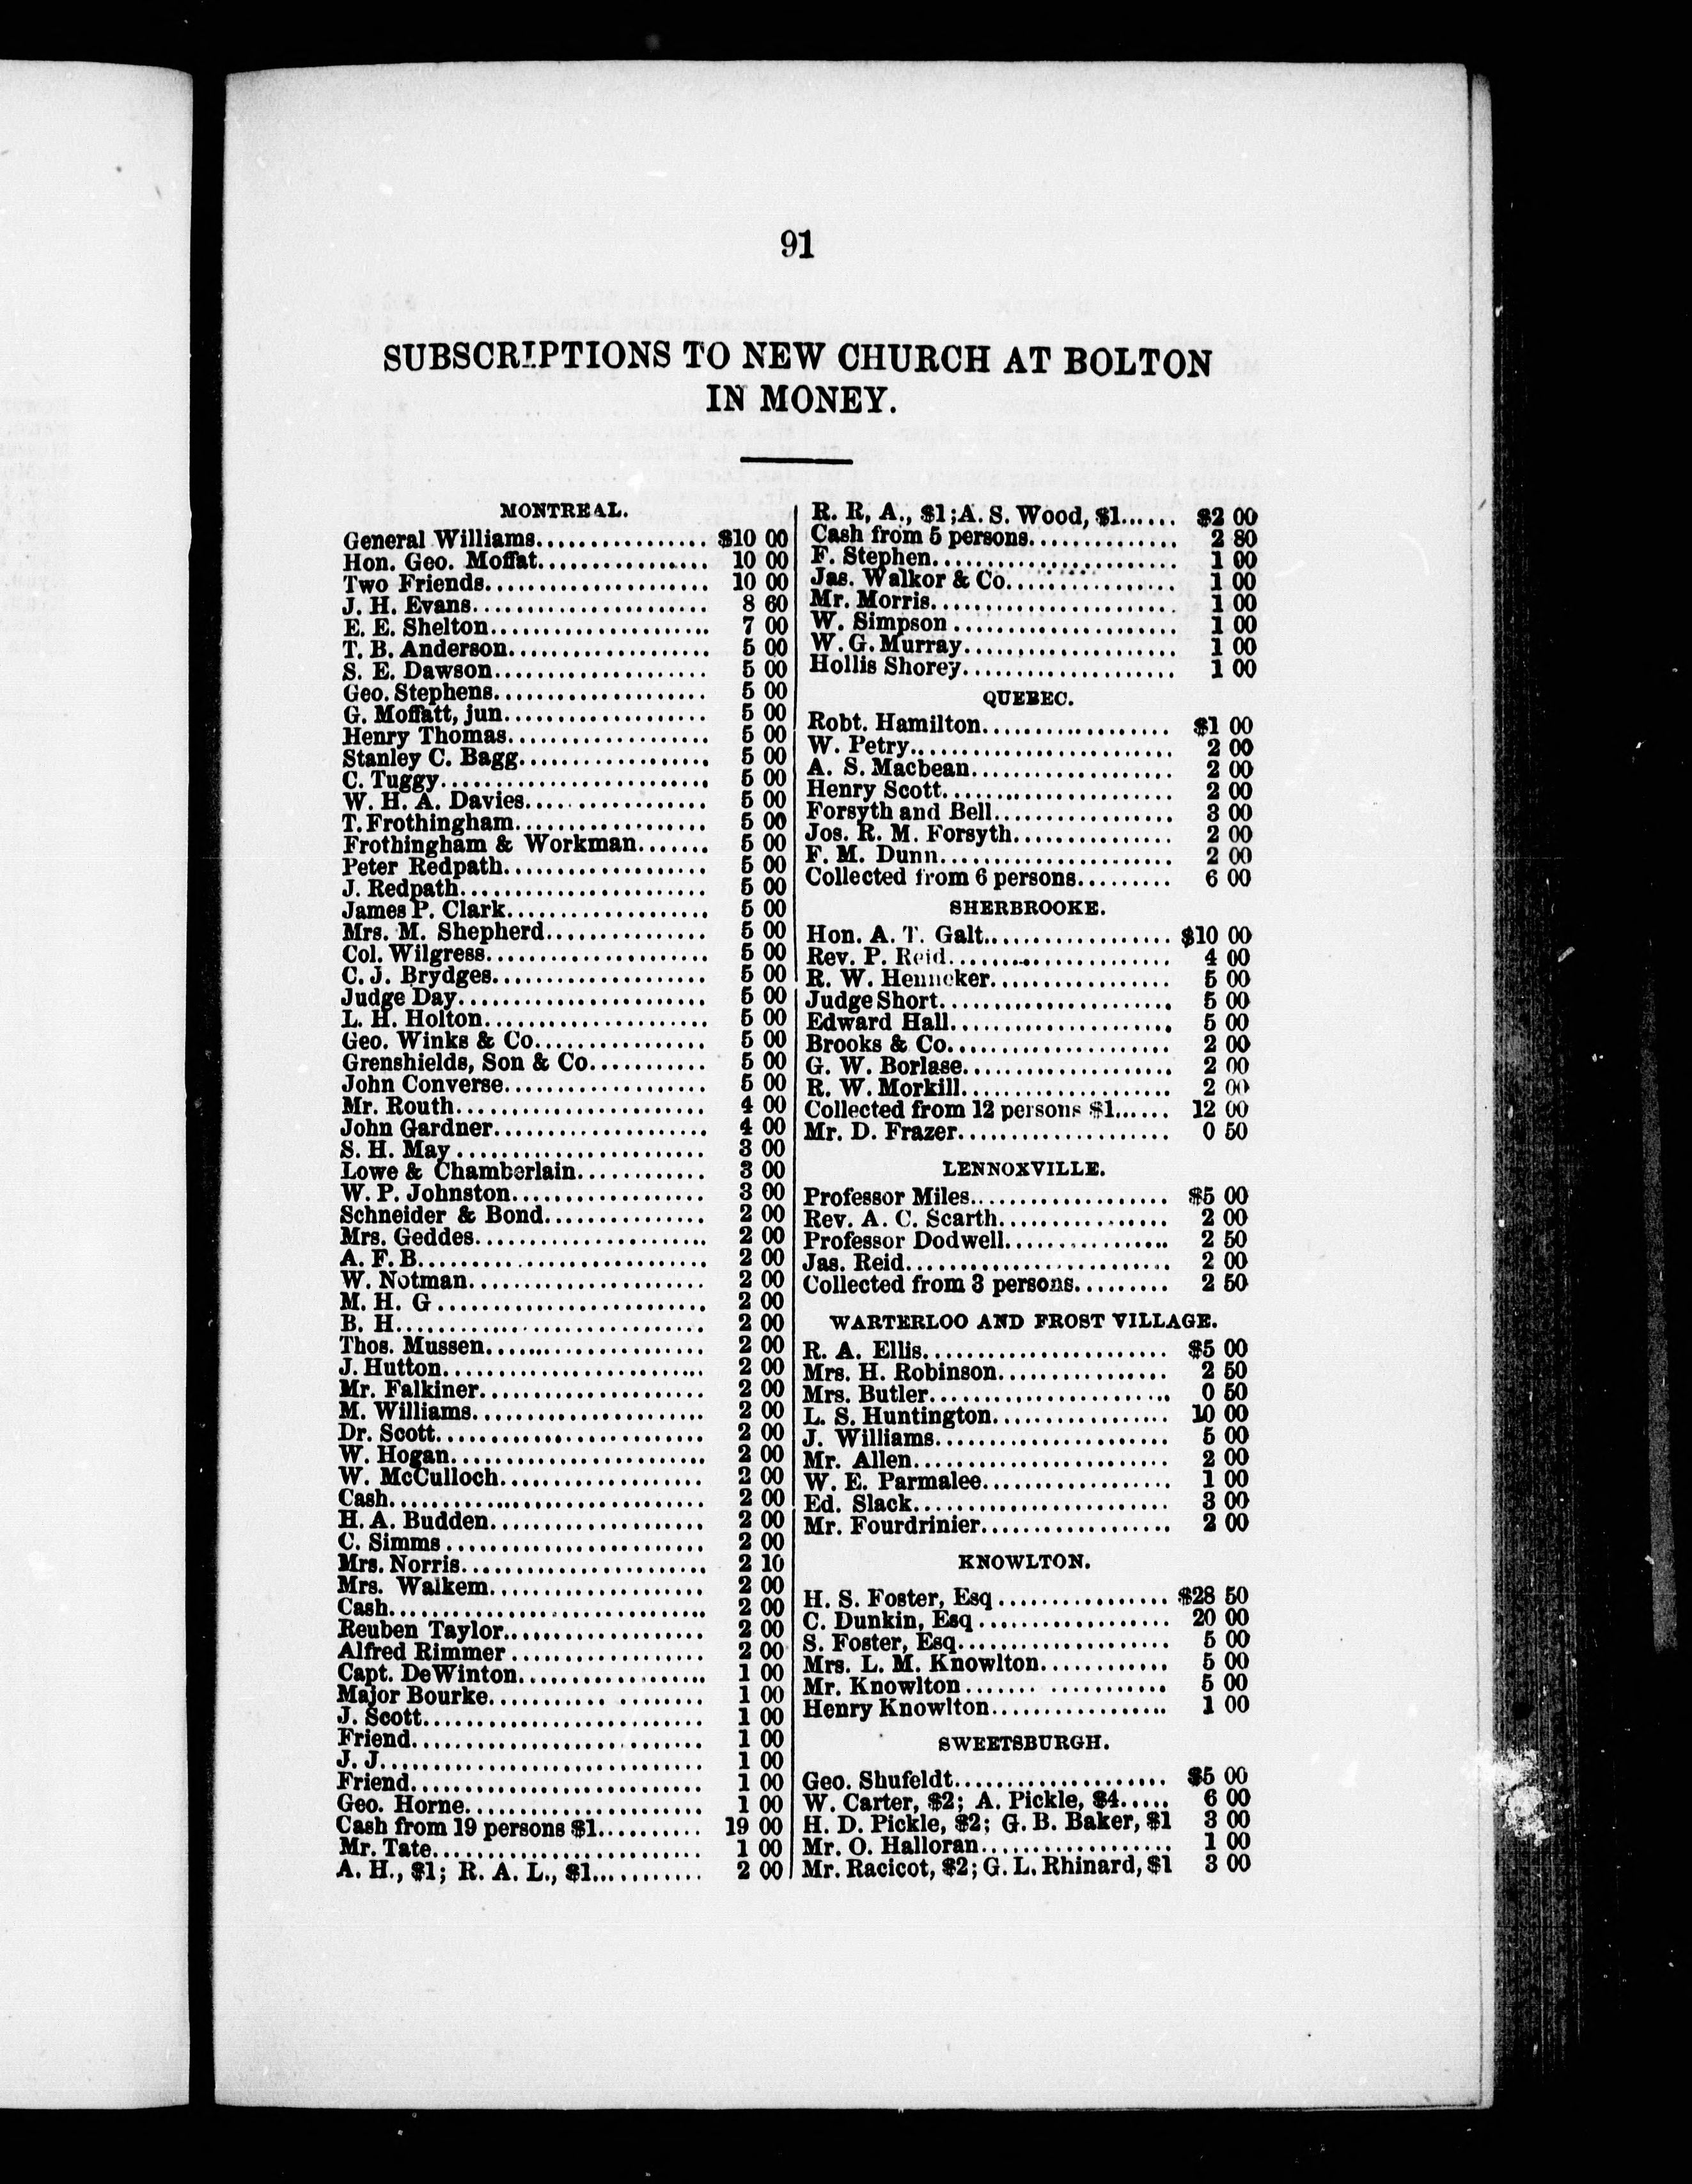 91
SUBSCRIPTIONS TO NEW CHURCH AT BOLTON
IN MONEY.
MONTREAL.
General Williams................ $10 00
Hon. Geo. Moffat................ 10 00
Two Friends..................... 10 00
J. H. Evans...................... 8 60
E. E. Shelton..................... 7 00
T. B. Anderson................... 5 00
S. E. Dawson.................... 5 00
Geo. Stephens.................... 5 00
G. Moffatt, jun................... 5 00
Henry Thomas................... 5 00
Stanley C. Bagg.................. 5 00
C. Tuggy......................... 5 00
W. H. A. Davies................. 5 00
T. Frothingham.................. 5 00
Frothingham & Workman....... 5 00
Peter Redpath................... 5 00
J. Redpath....................... 5 00
James P. Clark................... 5 00
Mrs. M. Shepherd............... 5 00
Col. Wilgress..................... 5 00
C. J. Brydges.................... 5 00
Judge Day....................... 5 00
L. H. Holton..................... 5 00
Geo. Winks & Co................ 5 00
Grenshields, Son & Co........... 5 00
John Converse................... 5 00
Mr. Routh........................ 4 00
John Gardner.................... 4 00
S. H. May ........................ 3 00
Lowe & Chamberlain............ 3 00
W. P. Johnston.................. 3 00
Schneider & Bond............... 2 00
Mrs. Geddes...................... 2 00
A. F. B........................... 2 00
W. Notman...................... 2 00
M. H. G.......................... 2 00
B. H............................. 2 00
Thos. Mussen.................... 2 00
J. Hutton........................ 2 00
Mr. Falkiner..................... 2 00
M. Williams...................... 2 00
Dr. Scott......................... 2 00
W. Hogan........................ 2 00
W. McCulloch................... 2 00
Cash............................. 2 00
H. A. Budden.................... 2 00
C. Simms ........................ 2 00
Mrs. Norris....................... 2 10
Mrs. Walkem.................... 2 00
Cash............................. 2 00
Reuben Taylor................... 2 00
Alfred Rimmer .................. 2 00
Capt. DeWinton................. 1 00
Major Bourke........... ........ 1 00
J. Scott.......................... 1 00
Friend........................... 1 00
J. J.............................. 1 00
Friend........................... 1 00
Geo. Horne...................... 1 00
Cash from 19 persons $1.......... 19 00
Mr. Tate......................... 1 00
A. H., $1; R. A. L., $1........... 2 00
R. R, A., $1; A. S. Wood, $1...... $2 00
Cash from 5 persons.............. 2 80
F. Stephen....................... 1 00
Jas. Walkor & Co................ 1 00
Mr. Morris....................... 1 00
W. Simpson ..................... 1 00
W. G. Murray.................... 1 00
Hollis Shorey.................... 1 00
QUEBEC.
Robt. Hamilton.................. $1 00
W. Petry......................... 2 00
A. S. Macbean................... 2 00
Henry Scott...................... 2 00
Forsyth and Bell................. 3 00
Jos. R. M. Forsyth............... 2 00
F. M. Dunn...................... 2 00
Collected from 6 persons......... 6 00
SHERBROOKE.
Hon. A. T. Galt.................. $10 00
Rev. P. Reid..................... 4 00
R. W. Henneker................. 5 00
Judge Short...................... 5 00
Edward Hall..................... 5 00
Brooks & Co..................... 2 00
G. W. Borlase.................... 2 00
R. W. Morkill.................... 2 00
Collected from 12 persons $1...... 12 00
Mr. D. Frazer.................... 0 50
LENNOXVILLE.
Professor Miles................... $5 00
Rev. A. C. Scarth................ 2 00
Professor Dodwell................ 2 50
Jas. Reid......................... 2 00
Collected from 3 persons......... 2 50
WARTERLOO AND FROST VILLAGE.
R. A. Ellis....................... $5 00
Mrs. H. Robinson................ 2 50
Mrs. Butler....................... 0 50
L. S. Huntington................. 10 00
J. Williams...................... 5 00
Mr. Allen........................ 2 00
W. E. Parmalee.................. 1 00
Ed. Slack........................ 3 00
Mr. Fourdrinier.................. 2 00
KNOWLTON.
H. S. Foster, Esq................ $28 50
C. Dunkin, Esq.................. 20 00
S. Foster, Esq.................... 5 00
Mrs. L. M. Knowlton............ 5 00
Mr. Knowlton....... ........... 5 00
Henry Knowlton................. 1 00
SWEETSBURGH.
Geo. Shufeldt.................... $5 00
W. Carter, $2; A. Pickle, $4..... 6 00
H. D. Pickle, $2; G. B. Baker, $1 3 00
Mr. O. Halloran.................. 1 00
Mr. Racicot, $2; G. L. Rhinard, $1 3 00